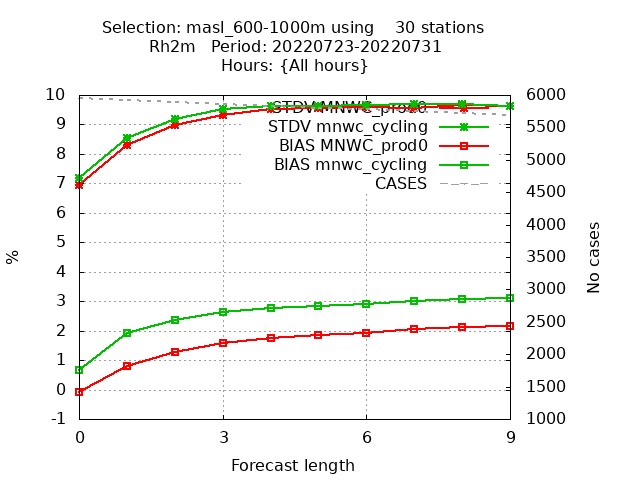 Selection: masl_600-1000m using    30 stations
Rh2m   Period: 20220723-20220731
Hours: {All hours}
STDV MNWC_prod0
STDV mnwc_cycling
BIAS MNWC_prod0
BIAS mnwc_cycling
CASES
10
9
8
7
6
5
4
3
2
1
0
-1
%
6000
5500
5000
4500
4000
3500
3000
2500
2000
1500
1000
No cases
0 3 6 9
Forecast length